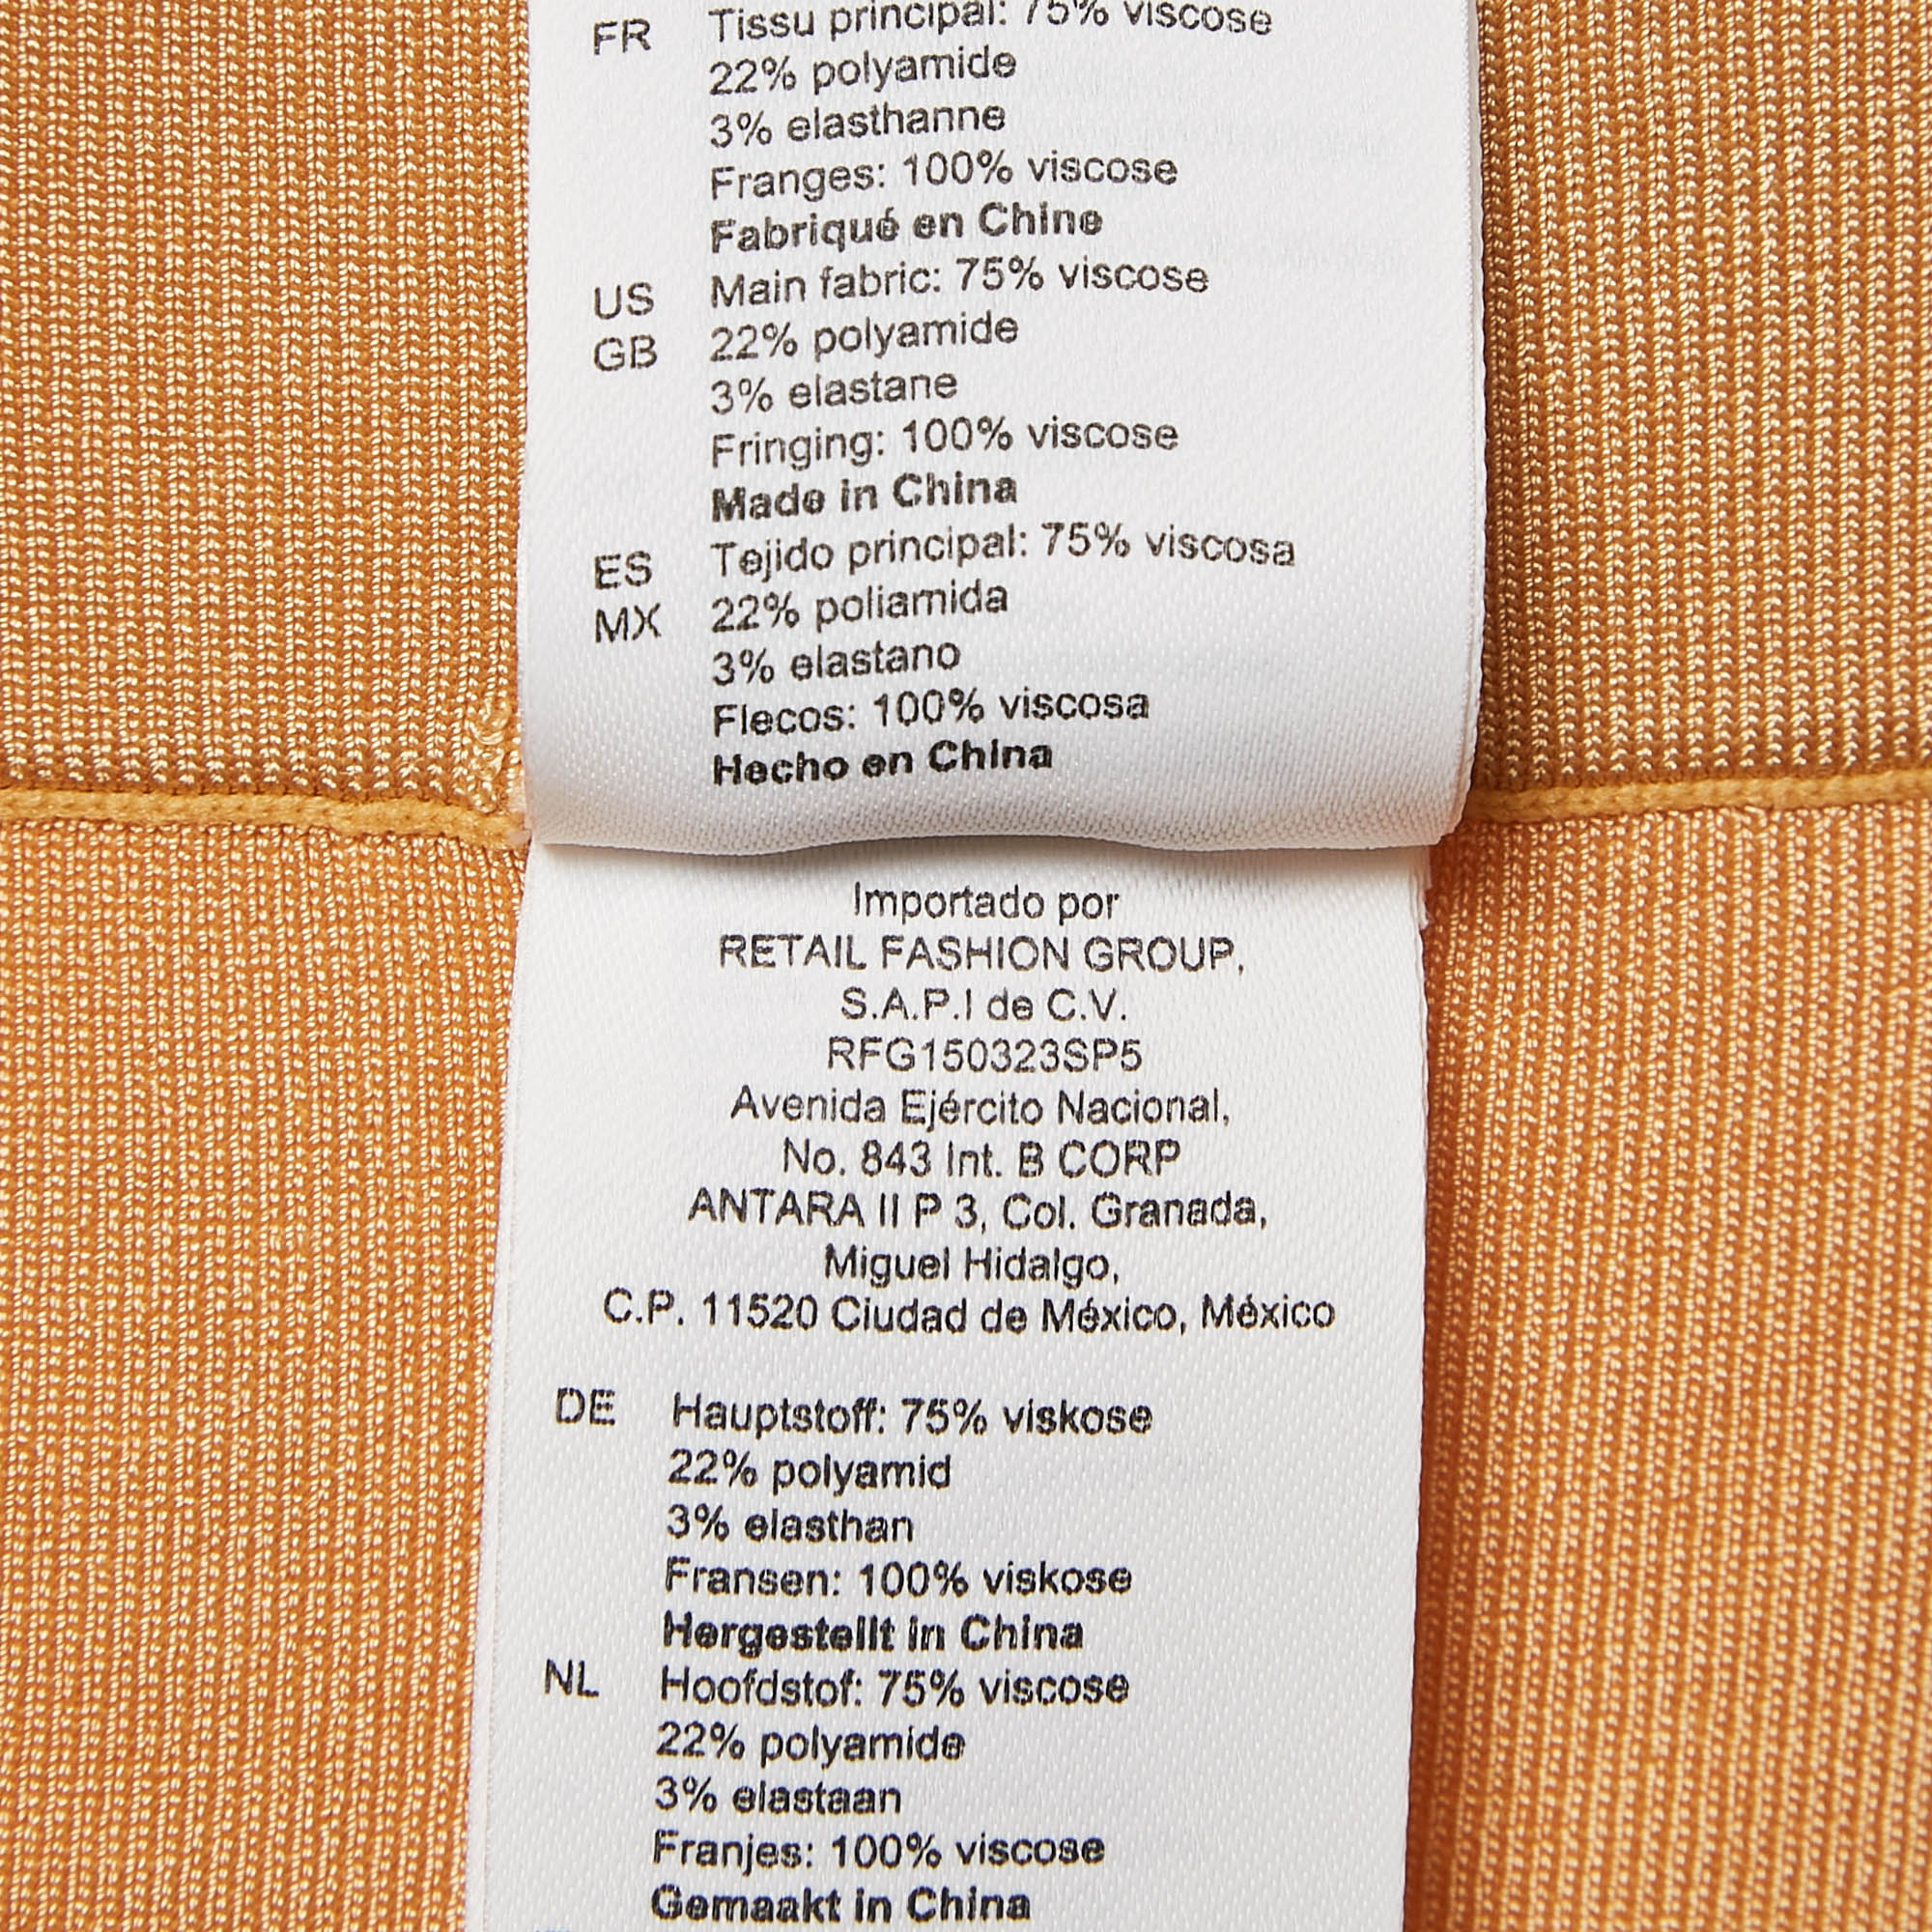 FR Tissu principal: 75% viscose
22% polyamide
3% elasthanne
Franges: 100% viscose
Fabriqué en Chine
US Main fabric: 75% viscose
GB 22% polyamide
3% elastane
Fringing: 100% viscose
Made in China
ES Tejido principal: 75% viscosa
MX 22% poliamida
3% elastano
Flecos: 100% viscosa
Hecho en China
Importado por
RETAIL FASHION GROUP,
S.A.P.I de C.V.
RFG150323SP5
Avenida Ejército Nacional,
No. 843 Int. B CORP
ANTARA II P 3, Col. Granada,
Miguel Hidalgo,
C.P. 11520 Ciudad de México, México
DE Hauptstoff: 75% viskose
22% polyamid
3% elasthan
Fransen: 100% viskose
Hergestellt in China
NL Hoofdstof: 75% viscose
22% polyamide
3% elastaan
Franjes: 100% viscose
Gemaakt in China